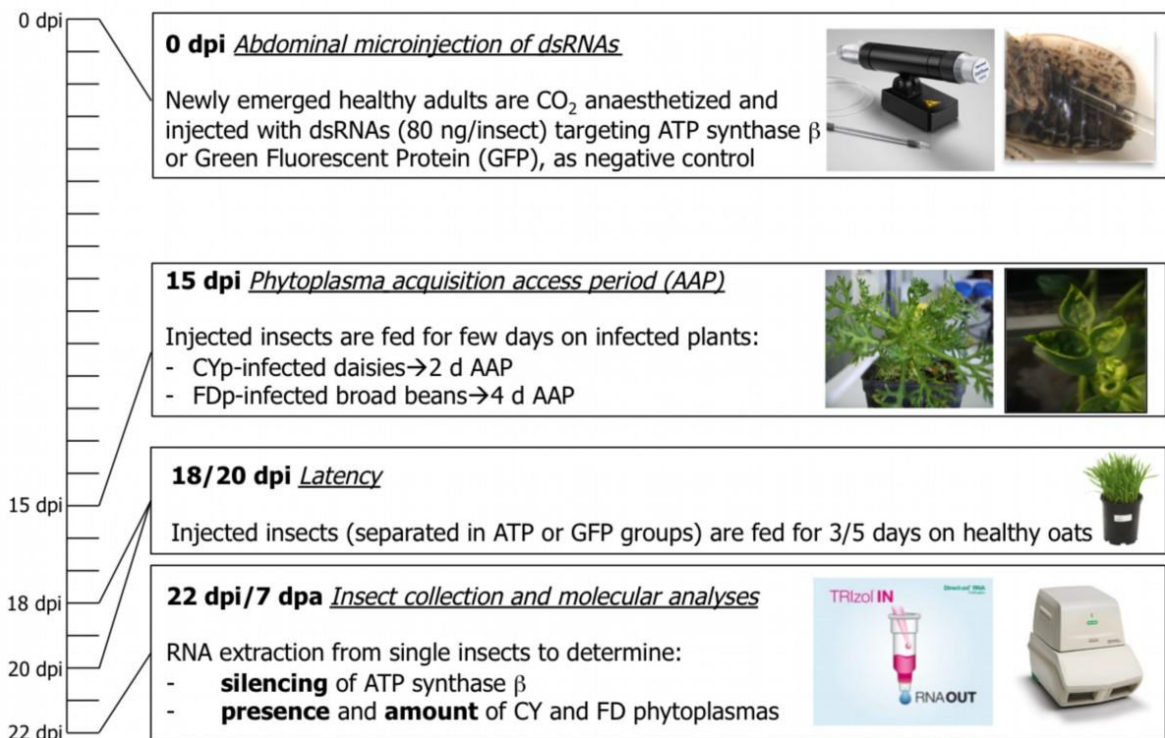 0 dpi
0 dpi Abdominal microinjection of dsRNAs
Newly emerged healthy adults are CO₂ anaesthetized and
injected with dsRNAs (80 ng/insect) targeting ATP synthase β
or Green Fluorescent Protein (GFP), as negative control
15 dpi Phytoplasma acquisition access period (AAP)
Injected insects are fed for few days on infected plants:
- CYp-infected daisies→2 d AAP
- FDp-infected broad beans→4 d AAP
18/20 dpi Latency
15 dpi
Injected insects (separated in ATP or GFP groups) are fed for 3/5 days on healthy oats
22 dpi/7 dpa Insect collection and molecular analyses
TRIzol IN
18 dpi
RNA extraction from single insects to determine:
20 dpi
- silencing of ATP synthase β
- presence and amount of CY and FD phytoplasmas
RNA OUT
22 dpi